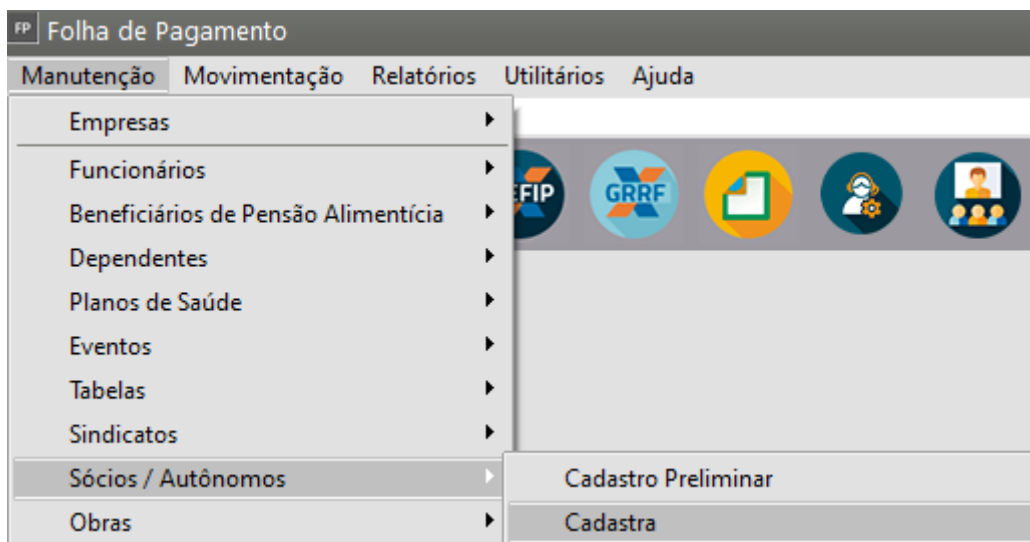 FP Folha de Pagamento
Manutenção Movimentação Relatórios Utilitários Ajuda
Empresas
Funcionários
Beneficiários de Pensão Alimentícia
Dependentes
Planos de Saúde
Eventos
Tabelas
Sindicatos
Sócios / Autônomos
Obras
EFIP
GRRF
Cadastro Preliminar
Cadastra